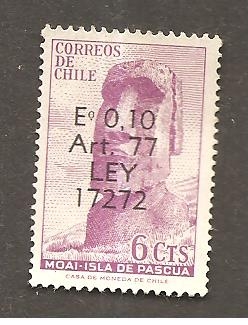 CORREOS
DE CHILE
Eº 0,10
Art. 77
LEY
17272
6 CTS
MOAI-ISLA DE PASCUA
CASA DE MONEDA DE CHILE